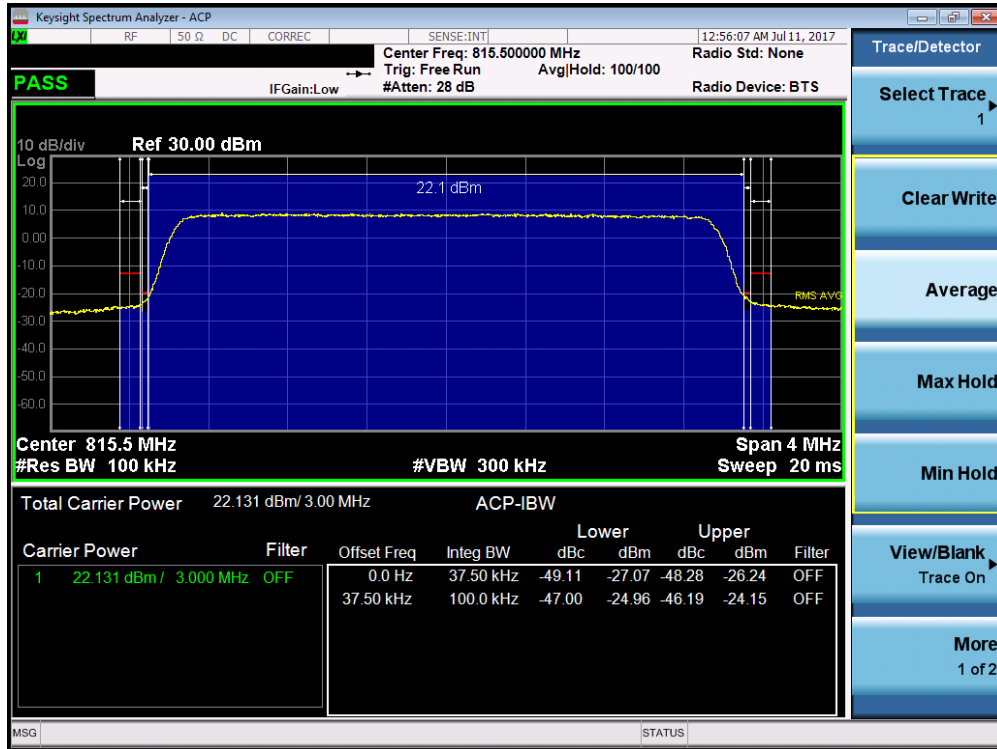 Keysight Spectrum Analyzer - ACP
LXI RF 50 Ω DC CORREC SENSE:INT 12:56:07 AM Jul 11, 2017
Center Freq: 815.500000 MHz Radio Std: None
Trig: Free Run Avg|Hold: 100/100
PASS IFGain:Low #Atten: 28 dB Radio Device: BTS
10 dB/div Ref 30.00 dBm
Log
20.0
22.1 dBm
10.0
0.00
-10.0
-20.0
RMS AVG
-30.0
-40.0
-50.0
-60.0
Center 815.5 MHz Span 4 MHz
#Res BW 100 kHz #VBW 300 kHz Sweep 20 ms
Total Carrier Power 22.131 dBm/ 3.00 MHz ACP-IBW
Lower Upper
Carrier Power Filter Offset Freq Integ BW dBc dBm dBc dBm Filter
1 22.131 dBm / 3.000 MHz OFF 0.0 Hz 37.50 kHz -49.11 -27.07 -48.28 -26.24 OFF
37.50 kHz 100.0 kHz -47.00 -24.96 -46.19 -24.15 OFF
MSG STATUS
Trace/Detector
Select Trace
1
Clear Write
Average
Max Hold
Min Hold
View/Blank
Trace On
More
1 of 2